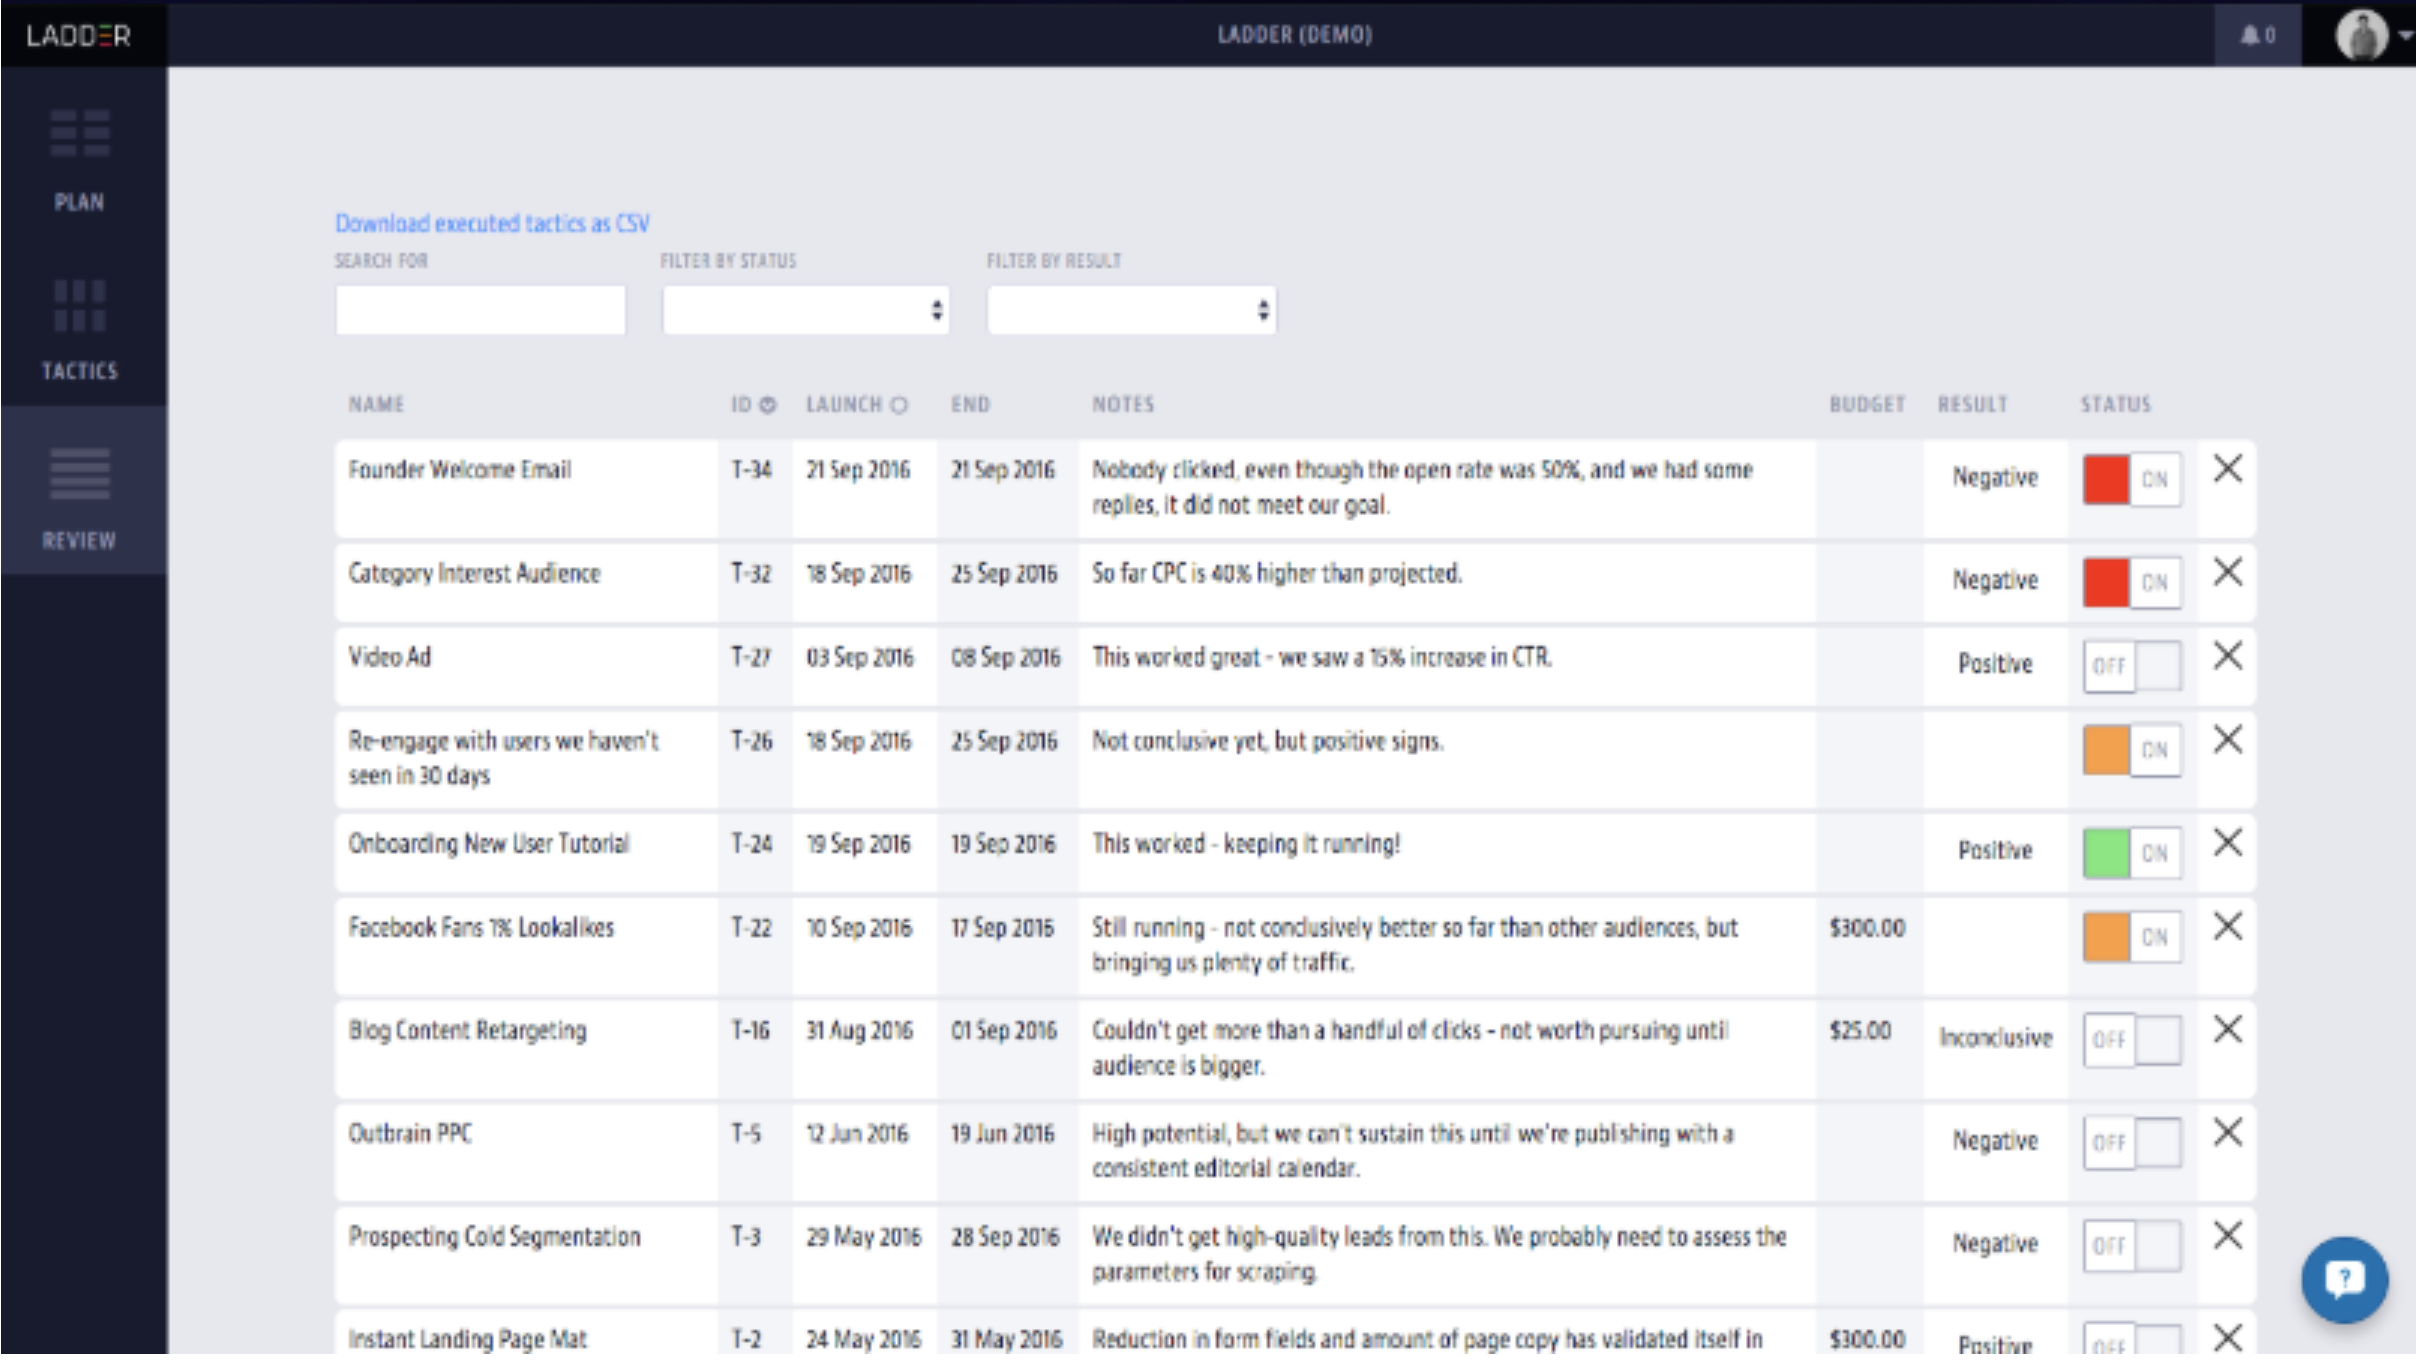 LADDER
LADDER (DEMO)
0
PLAN
TACTICS
REVIEW
Download executed tactics as CSV
SEARCH FOR FILTER BY STATUS FILTER BY RESULT
NAME ID LAUNCH END NOTES BUDGET RESULT STATUS
Founder Welcome Email T-34 21 Sep 2016 21 Sep 2016 Nobody clicked, even though the open rate was 50%, and we had some
replies, it did not meet our goal. Negative ON
Category Interest Audience T-32 18 Sep 2016 25 Sep 2016 So far CPC is 40% higher than projected. Negative ON
Video Ad T-27 03 Sep 2016 08 Sep 2016 This worked great - we saw a 15% increase in CTR. Positive OFF
Re-engage with users we haven't T-26 18 Sep 2016 25 Sep 2016 Not conclusive yet, but positive signs. ON
seen in 30 days
Onboarding New User Tutorial T-24 19 Sep 2016 19 Sep 2016 This worked - keeping it running! Positive ON
Facebook Fans 1% Lookalikes T-22 10 Sep 2016 17 Sep 2016 Still running - not conclusively better so far than other audiences, but $300.00 ON
bringing us plenty of traffic.
Blog Content Retargeting T-16 31 Aug 2016 01 Sep 2016 Couldn't get more than a handful of clicks - not worth pursuing until $25.00 Inconclusive OFF
audience is bigger.
Outbrain PPC T-5 12 Jun 2016 19 Jun 2016 High potential, but we can't sustain this until we're publishing with a Negative OFF
consistent editorial calendar.
Prospecting Cold Segmentation T-3 29 May 2016 28 Sep 2016 We didn't get high-quality leads from this. We probably need to assess the Negative OFF
parameters for scraping.
Instant Landing Page Mat T-2 24 May 2016 31 May 2016 Reduction in form fields and amount of page copy has validated itself in $300.00 Positive OFF